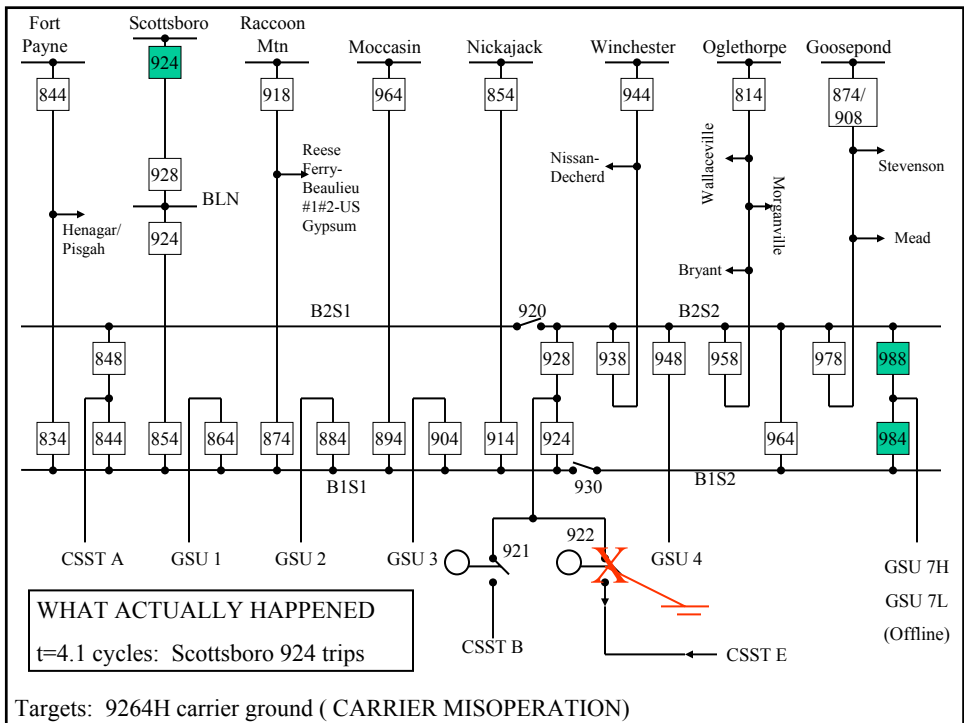 Fort
Payne
Scottsboro
Raccoon
Mtn
Moccasin
Nickajack
Winchester
Oglethorpe
Goosepond
844
924
918
964
854
944
814
874/
908
928
BLN
924
Henagar/
Pisgah
Reese
Ferry-
Beaulieu
#1#2-US
Gypsum
Nissan-
Decherd
Wallaceville
Morganville
Bryant
Stevenson
Mead
B2S1
920
B2S2
848
928
938
948
958
978
988
834
844
854
864
874
884
894
904
914
924
964
984
B1S1
930
B1S2
CSST A
GSU 1
GSU 2
GSU 3
921
922
GSU 4
GSU 7H
GSU 7L
(Offline)
CSST B
CSST E
WHAT ACTUALLY HAPPENED
t=4.1 cycles: Scottsboro 924 trips
Targets: 9264H carrier ground ( CARRIER MISOPERATION)